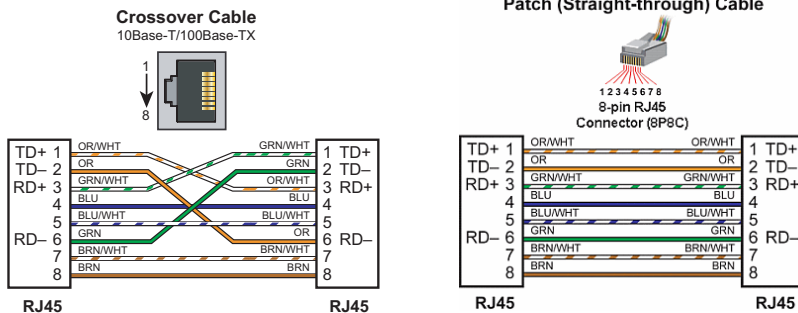 Crossover Cable
10Base-T/100Base-TX
1
8
TD+ 1 OR/WHT GRN/WHT 1 TD+
TD– 2 OR GRN 2 TD–
RD+ 3 GRN/WHT OR/WHT 3 RD+
4 BLU BLU 4
5 BLU/WHT BLU/WHT 5
RD– 6 GRN OR 6 RD–
7 BRN/WHT BRN/WHT 7
8 BRN BRN 8
RJ45 RJ45
Patch (Straight-through) Cable
1 2 3 4 5 6 7 8
8-pin RJ45
Connector (8P8C)
TD+ 1 OR/WHT OR/WHT 1 TD+
TD– 2 OR OR 2 TD–
RD+ 3 GRN/WHT GRN/WHT 3 RD+
4 BLU BLU 4
5 BLU/WHT BLU/WHT 5
RD– 6 GRN GRN 6 RD–
7 BRN/WHT BRN/WHT 7
8 BRN BRN 8
RJ45 RJ45